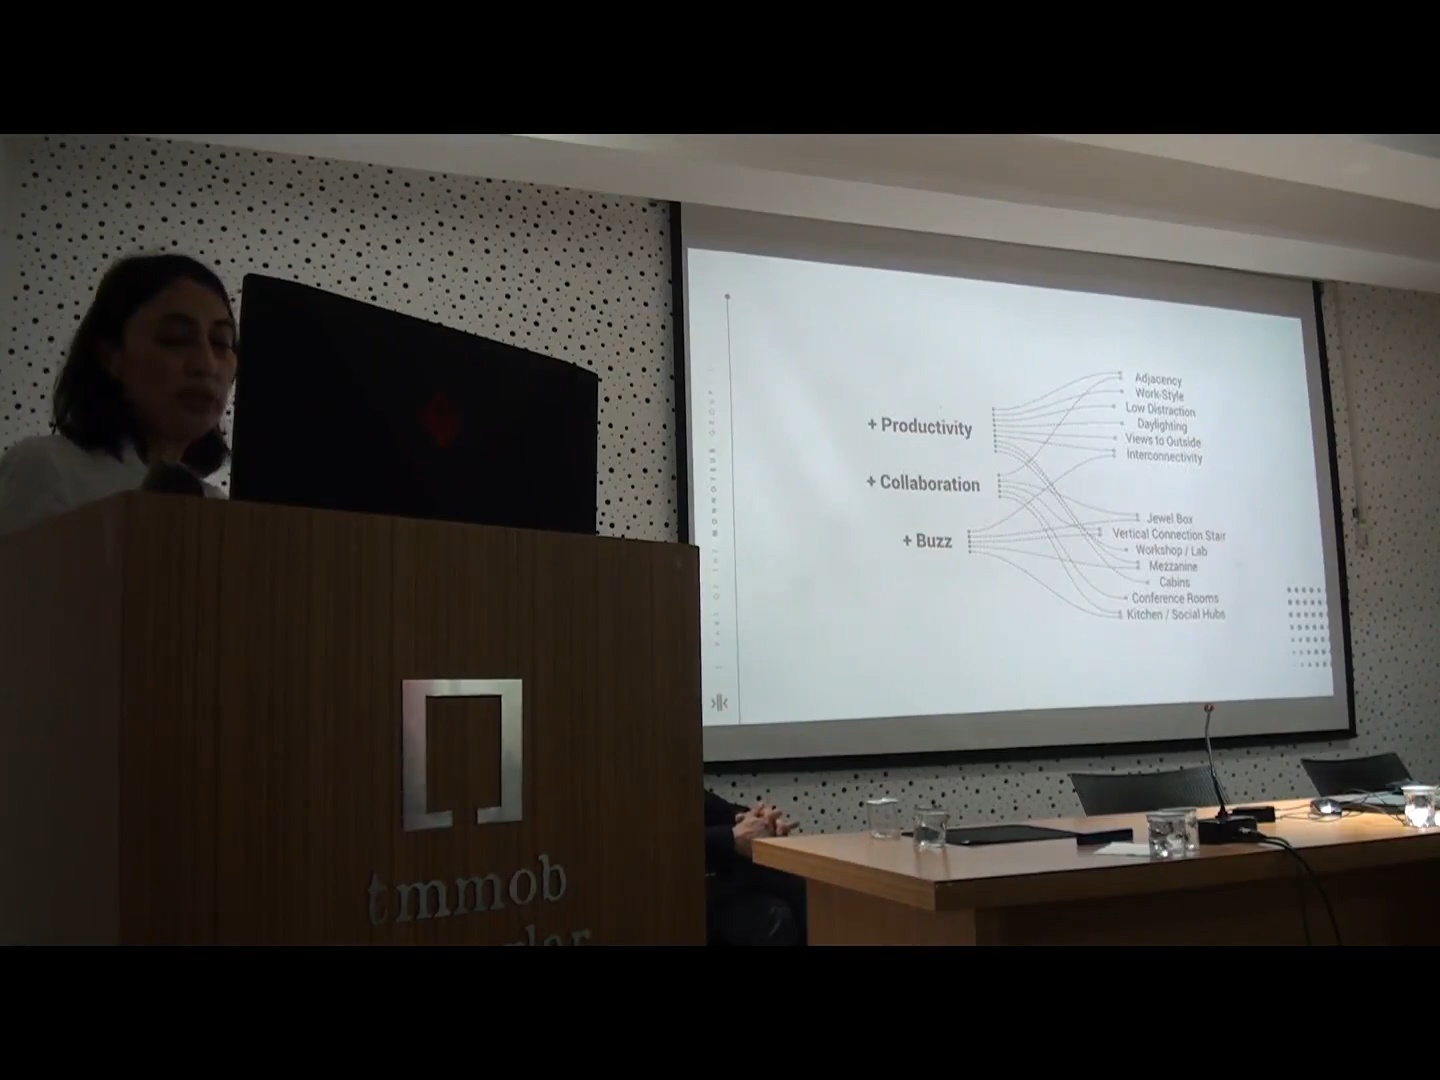 + Productivity
+ Collaboration
+ Buzz
Adjacency
Work-Style
Low Distraction
Daylighting
Views to Outside
Interconnectivity
Jewel Box
Vertical Connection Stair
Workshop / Lab
Mezzanine
Cabins
Conference Rooms
Kitchen / Social Hubs
tmmob